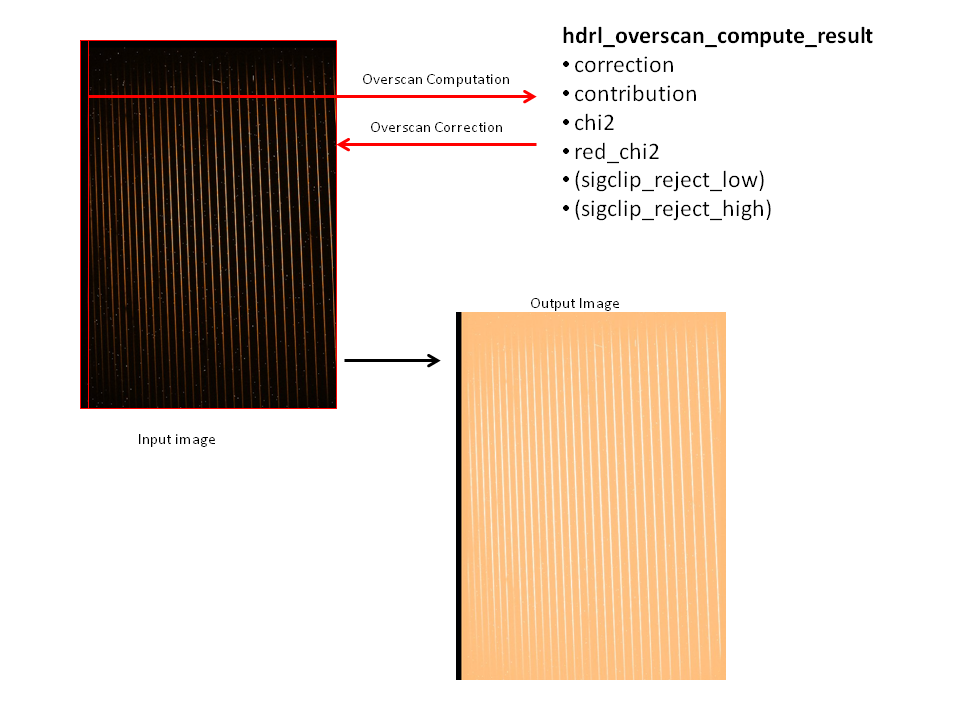 hdrl_overscan_compute_result
• correction
• contribution
• chi2
• red_chi2
• (sigclip_reject_low)
• (sigclip_reject_high)
Overscan Computation
Overscan Correction
Output Image
Input image